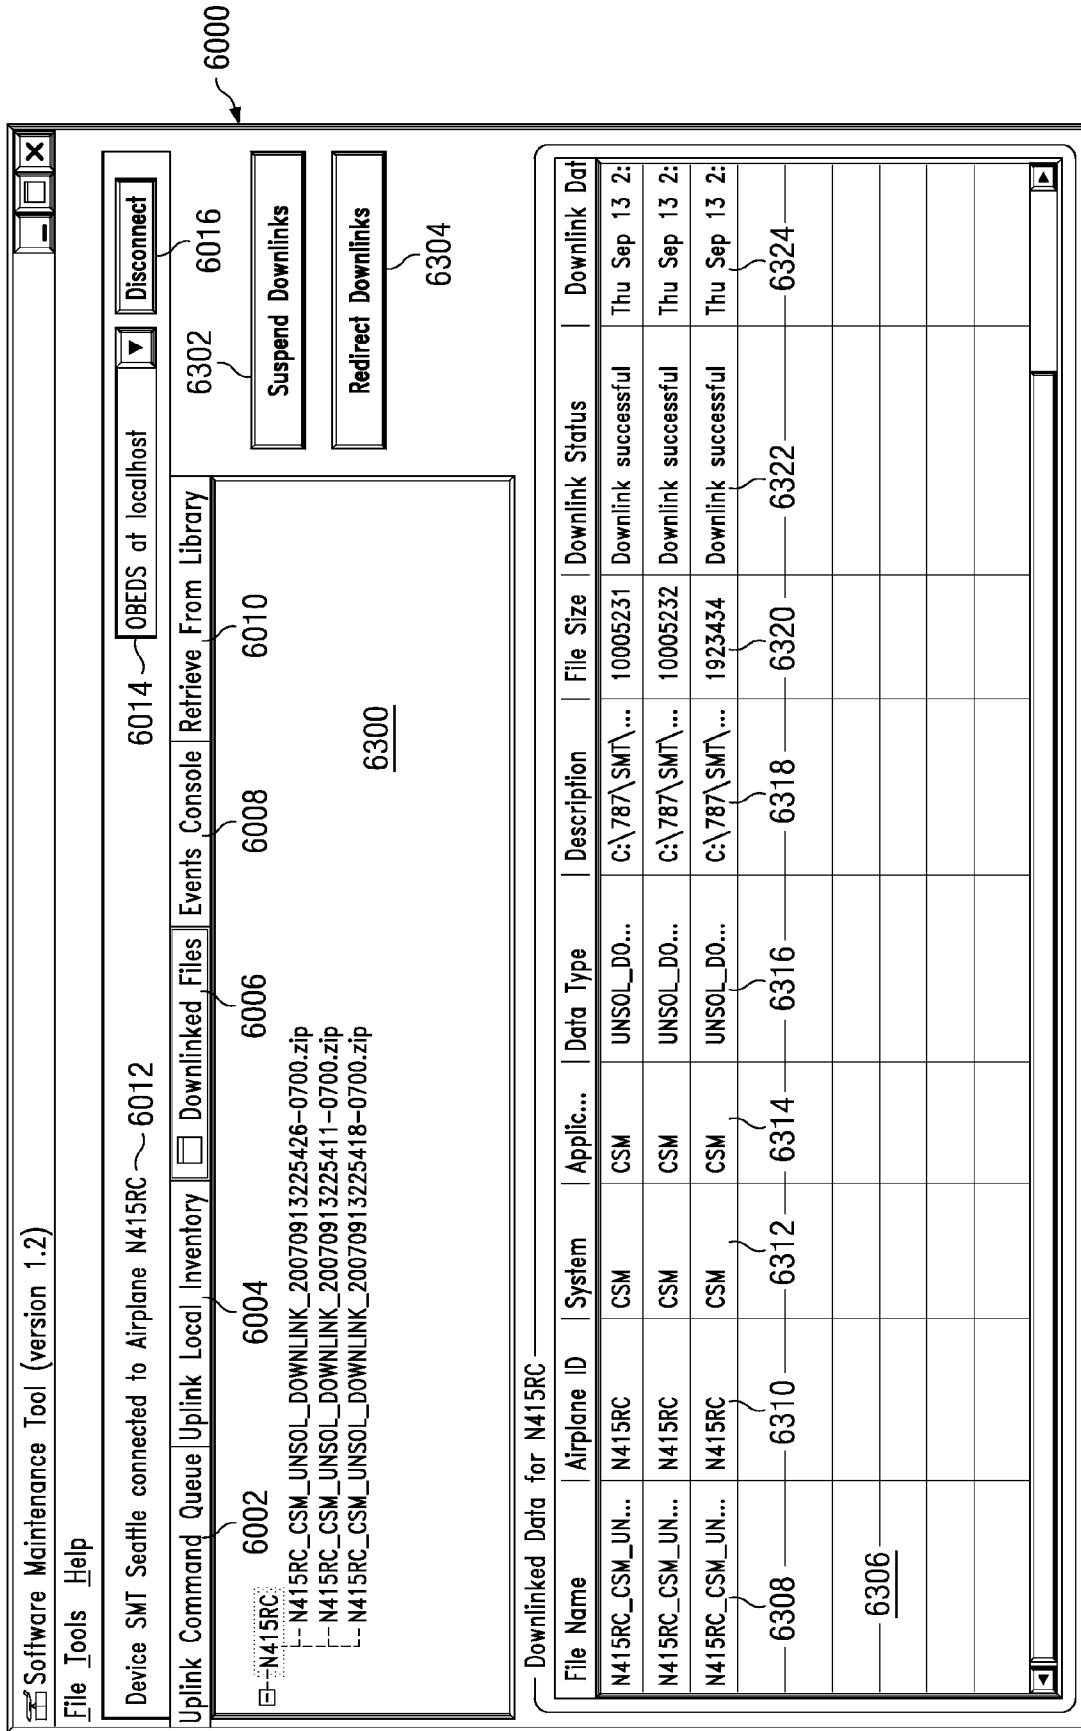 Software Maintenance Tool (version 1.2)
File Tools Help
6000
Device SMT Seattle connected to Airplane N415RC 6012
6014 OBEDS at localhost
Disconnect
6016
Uplink Command Queue
Uplink Local Inventory
Downlinked Files
Events Console
Retrieve From Library
6002
6004
6006
6008
6010
6302
Suspend Downlinks
Redirect Downlinks
6304
N415RC
N415RC_CSM_UNSOL_DOWNLINK_20070913225426-0700.zip
N415RC_CSM_UNSOL_DOWNLINK_20070913225411-0700.zip
N415RC_CSM_UNSOL_DOWNLINK_20070913225418-0700.zip
6300
Downlinked Data for N415RC
File Name Airplane ID System Applic... Data Type Description File Size Downlink Status Downlink Dat
N415RC_CSM_UN... N415RC CSM CSM UNSOL_DO... C:\787\SMT\... 10005231 Downlink successful Thu Sep 13 2:
N415RC_CSM_UN... N415RC CSM CSM UNSOL_DO... C:\787\SMT\... 10005232 Downlink successful Thu Sep 13 2:
N415RC_CSM_UN... N415RC CSM CSM UNSOL_DO... C:\787\SMT\... 1923434 Downlink successful Thu Sep 13 2:
6308 6310 6312 6314 6316 6318 6320 6322 6324
6306